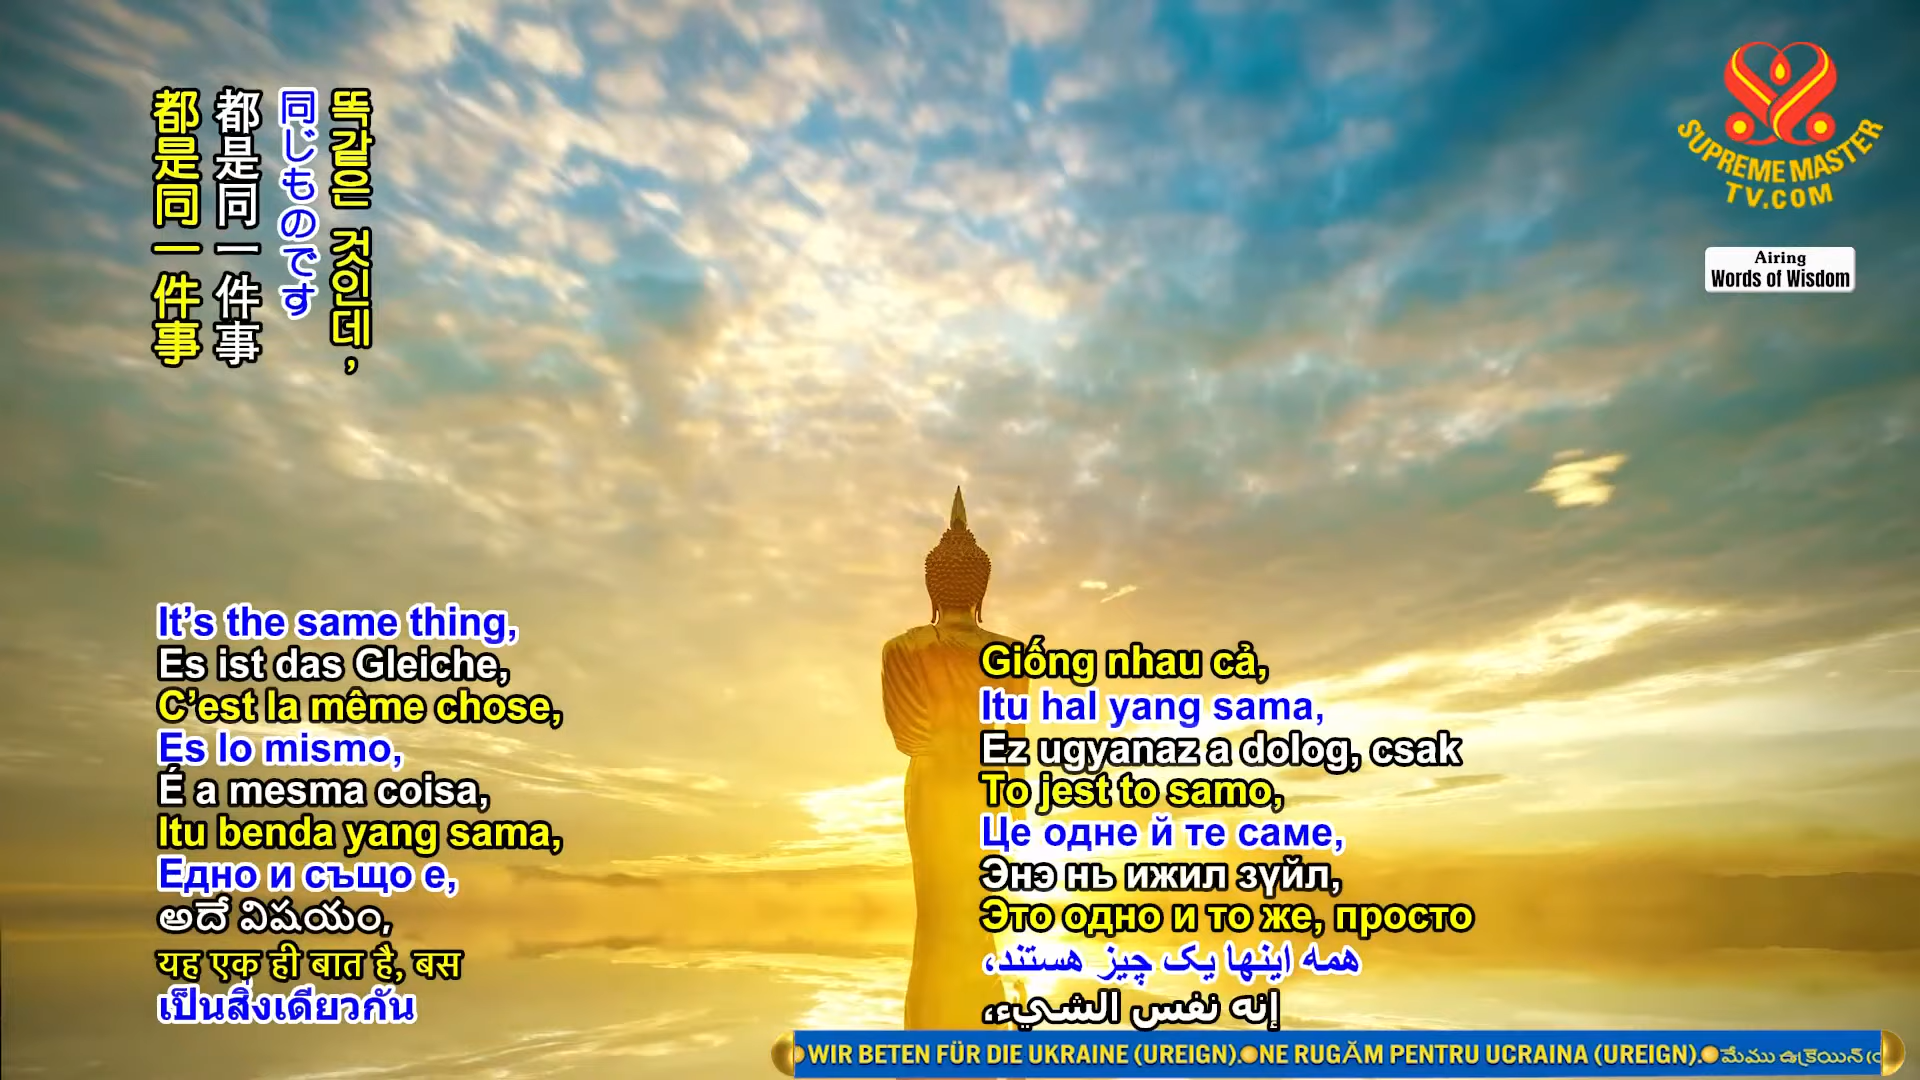 똑같은 것인데,
同じものです
都是同一件事
都是同一件事
SUPREME MASTER
TV.COM
Airing
Words of Wisdom
It’s the same thing,
Es ist das Gleiche,
C’est la même chose,
Es lo mismo,
É a mesma coisa,
Itu benda yang sama,
Едно и също е,
అదే విషయం,
यह एक ही बात है, बस
เป็นสิ่งเดียวกัน
Giống nhau cả,
Itu hal yang sama,
Ez ugyanaz a dolog, csak
To jest to samo,
Це одне й те саме,
Энэ нь ижил зүйл,
Это одно и то же, просто
همه اینها یک چیز هستند،
إنه نفس الشيء،
WIR BETEN FÜR DIE UKRAINE (UREIGN). NE RUGĂM PENTRU UCRAINA (UREIGN). మేము ఉక్రెయిన్